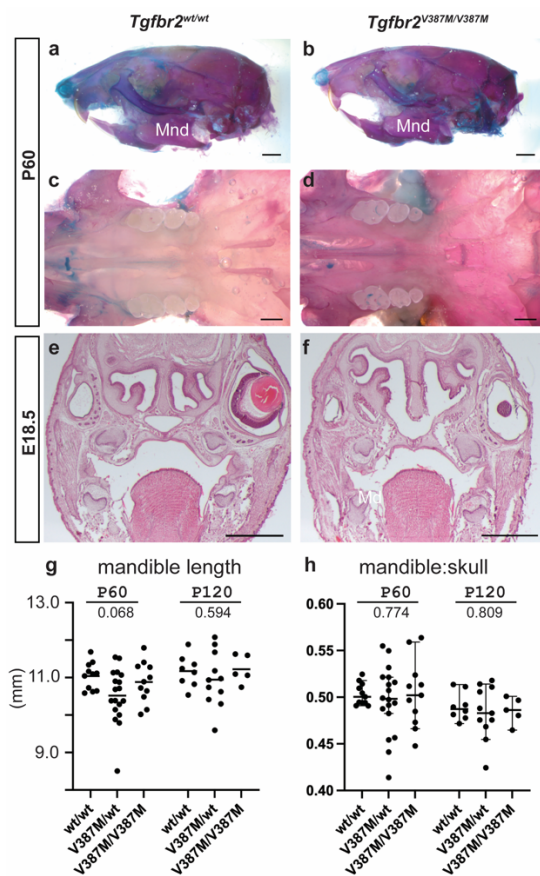 Tgfbr2wt/wt Tgfbr2V387M/V387M
a b
Mnd Mnd
P60
c d
E18.5
e f
Md
g mandible length
P60 P120
0.068 0.594
13.0
11.0
9.0
(mm)
wt/wt V387M/wt V387M/V387M wt/wt V387M/wt V387M/V387M
h mandible:skull
P60 P120
0.774 0.809
0.60
0.55
0.50
0.45
0.40
wt/wt V387M/wt V387M/V387M wt/wt V387M/wt V387M/V387M